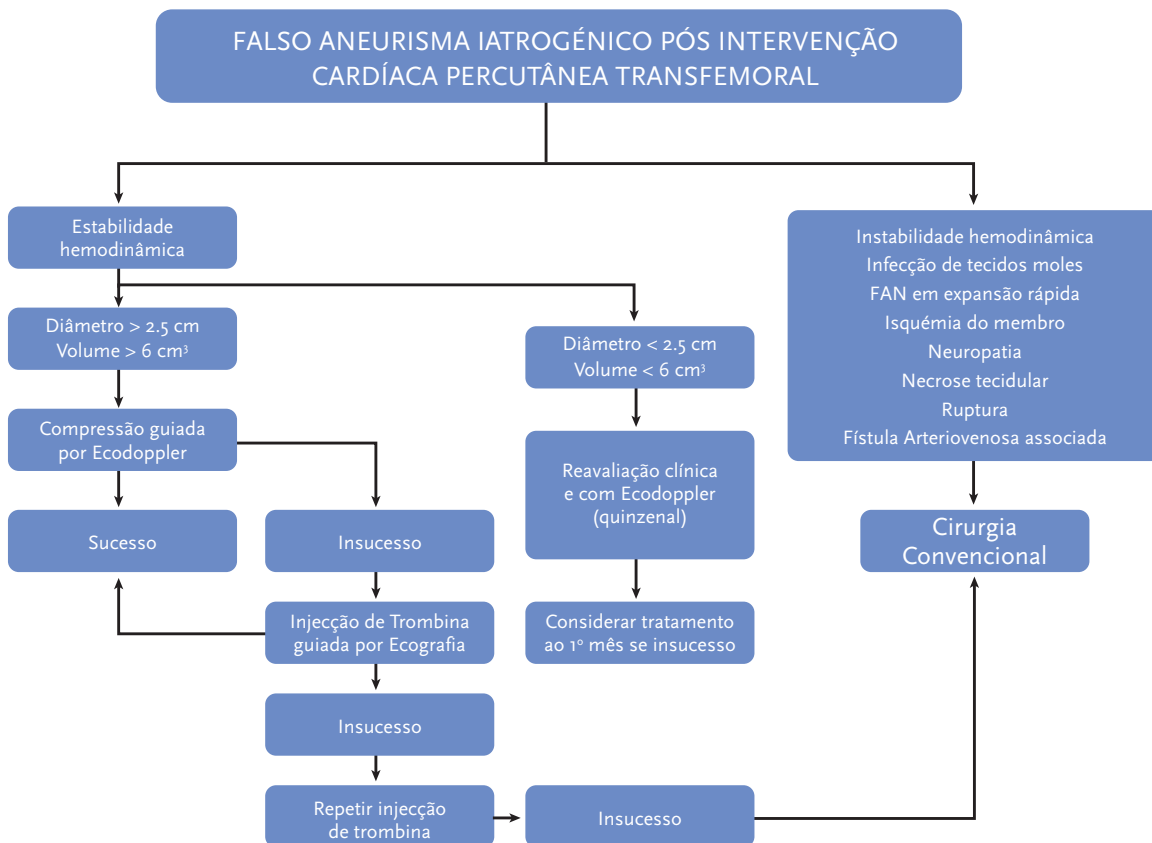 FALSO ANEURISMA IATROGÉNICO PÓS INTERVENÇÃO
CARDÍACA PERCUTÂNEA TRANSFEMORAL
Estabilidade
hemodinâmica
Diâmetro > 2.5 cm
Volume > 6 cm³
Compressão guiada
por Ecodoppler
Sucesso
Insucesso
Injecção de Trombina
guiada por Ecografia
Insucesso
Repetir injecção
de trombina
Insucesso
Diâmetro < 2.5 cm
Volume < 6 cm³
Reavaliação clínica
e com Ecodoppler
(quinzenal)
Considerar tratamento
ao 1º mês se insucesso
Instabilidade hemodinâmica
Infecção de tecidos moles
FAN em expansão rápida
Isquémia do membro
Neuropatia
Necrose tecidular
Ruptura
Fístula Arteriovenosa associada
Cirurgia
Convencional